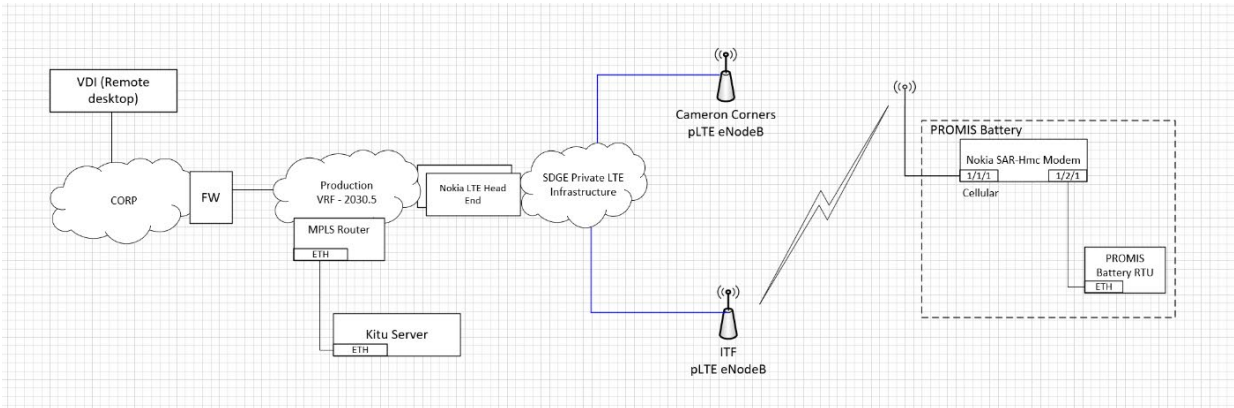 VDI (Remote
desktop)
CORP
FW
Production
VRF - 2030.5
MPLS Router
ETH
Kitu Server
ETH
Nokia LTE Head
End
SDGE Private LTE
Infrastructure
Cameron Corners
pLTE eNodeB
ITF
pLTE eNodeB
PROMIS Battery
Nokia SAR-Hmc Modem
1/1/1
1/2/1
Cellular
PROMIS
Battery RTU
ETH